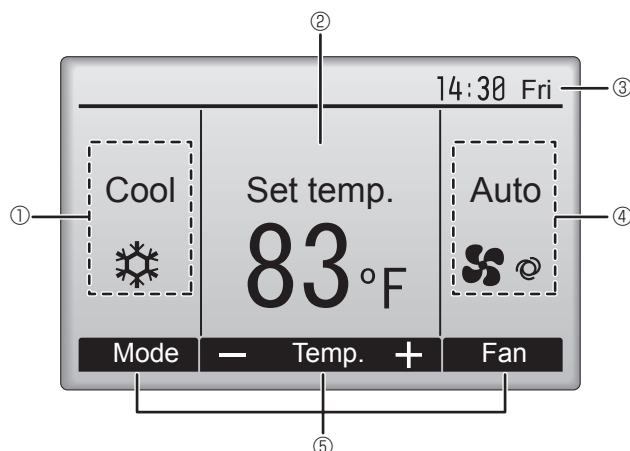 ②
14:30 Fri ③
① Cool Set temp. Auto ④
83°F
Mode − Temp. + Fan
⑤